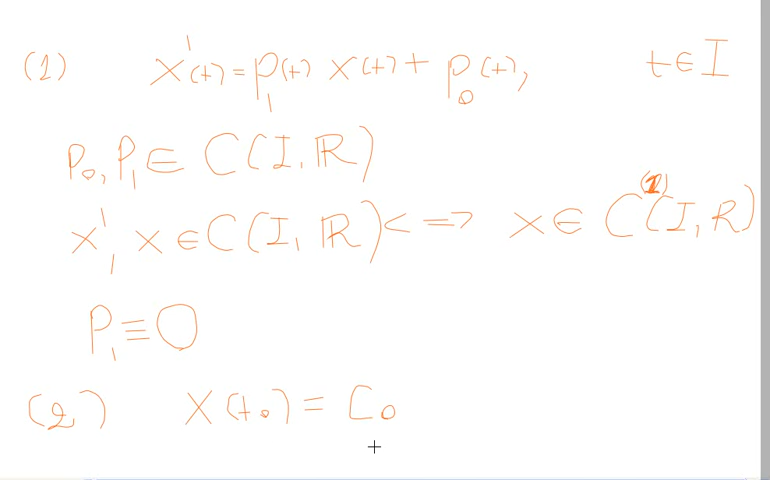 (1) x'(t) = p₁(t) x(t) + p₀(t), t ∈ I
p₀, p₁ ∈ C(I, ℝ)
x', x ∈ C(I, ℝ) <=> x ∈ C⁽¹⁾(I, R)
p₁ ≡ 0
(2) x(t₀) = c₀